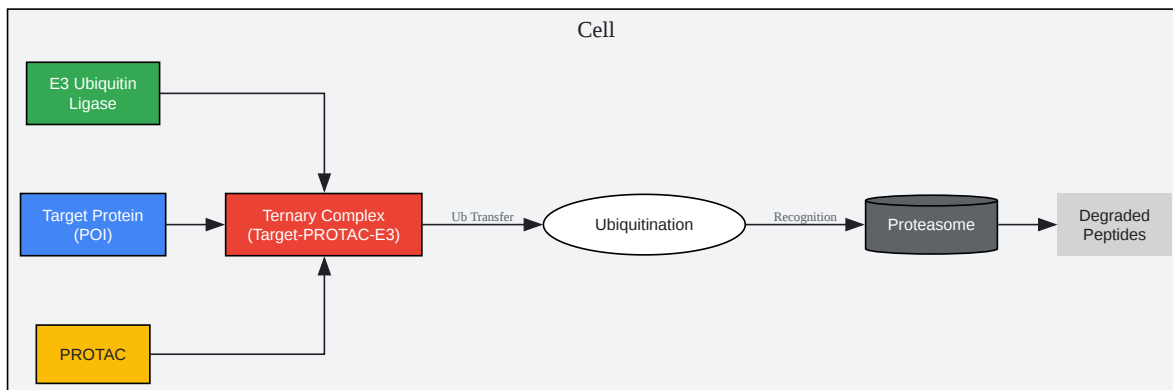 Cell
E3 Ubiquitin
Ligase
Target Protein
(POI)
Ternary Complex
(Target-PROTAC-E3)
Ub Transfer
Ubiquitination
Recognition
Proteasome
Degraded
Peptides
PROTAC